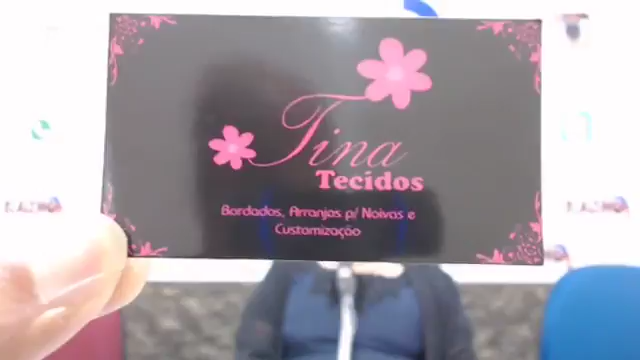 Tina
Tecidos
Bordados, Arranjos p/ Noivas e
Customização